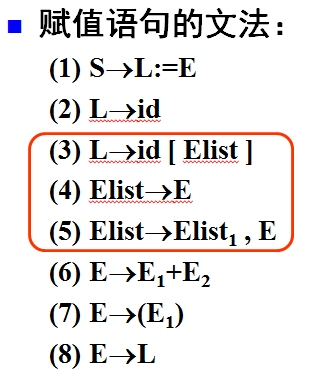 赋值语句的文法：
(1) S→L:=E
(2) L→id
(3) L→id [ Elist ]
(4) Elist→E
(5) Elist→Elist₁ , E
(6) E→E₁+E₂
(7) E→(E₁)
(8) E→L